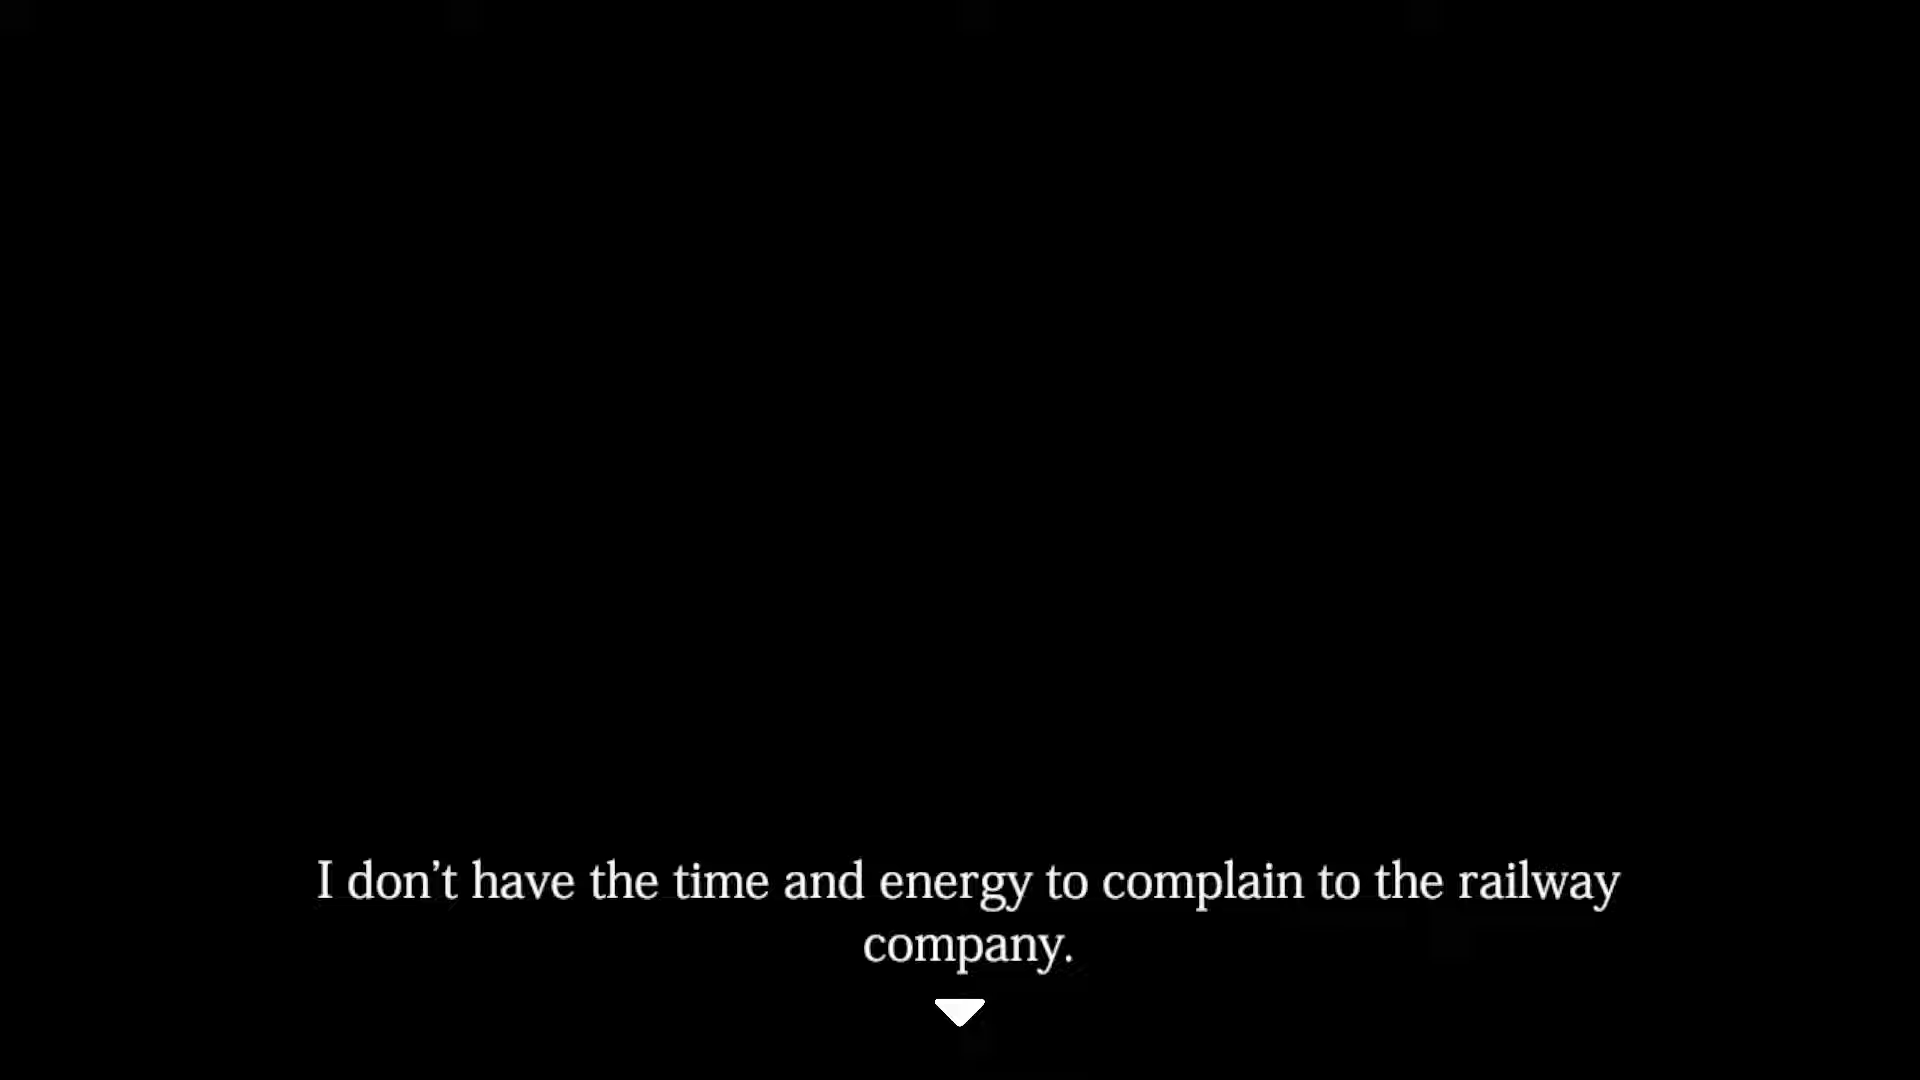 I don’t have the time and energy to complain to the railway
company.